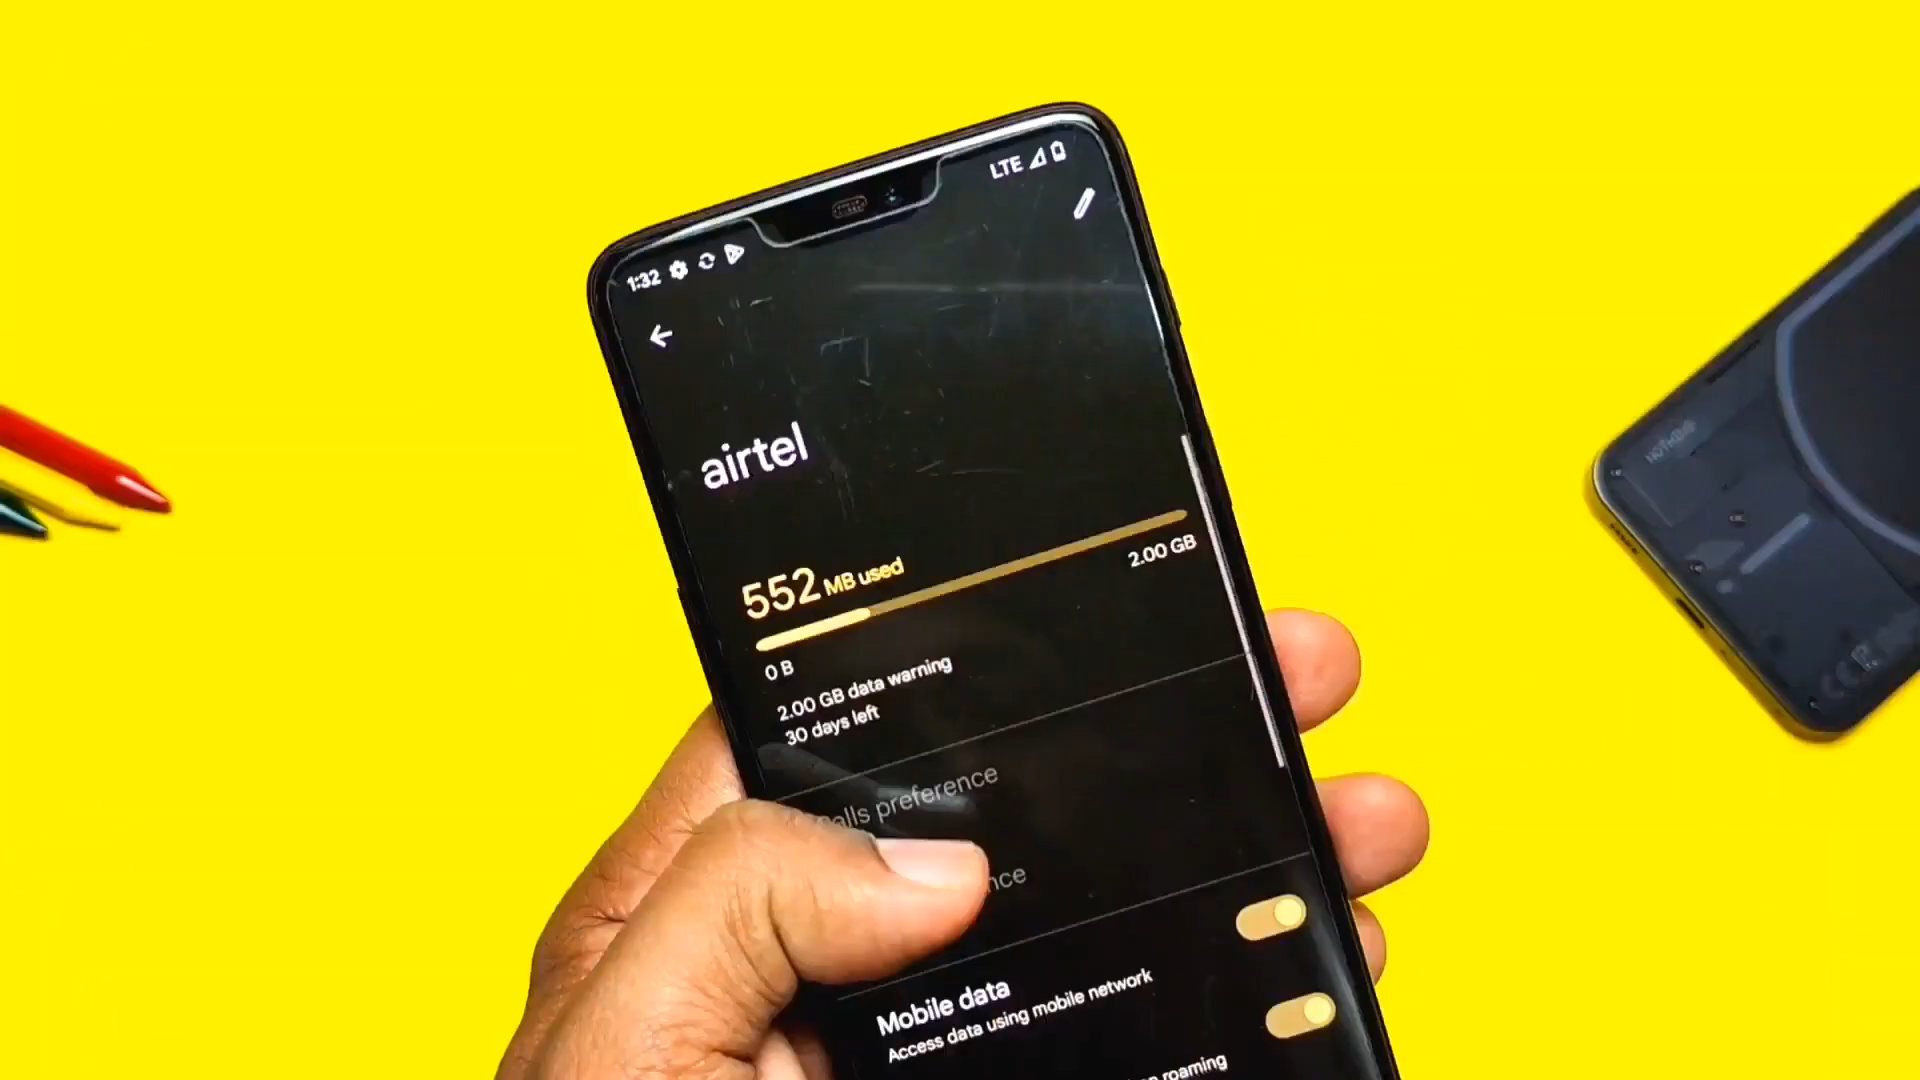 1:32
LTE
airtel
552 MB used
2.00 GB
0 B
2.00 GB data warning
30 days left
preference
Mobile data
Access data using mobile network
roaming
NOTHING